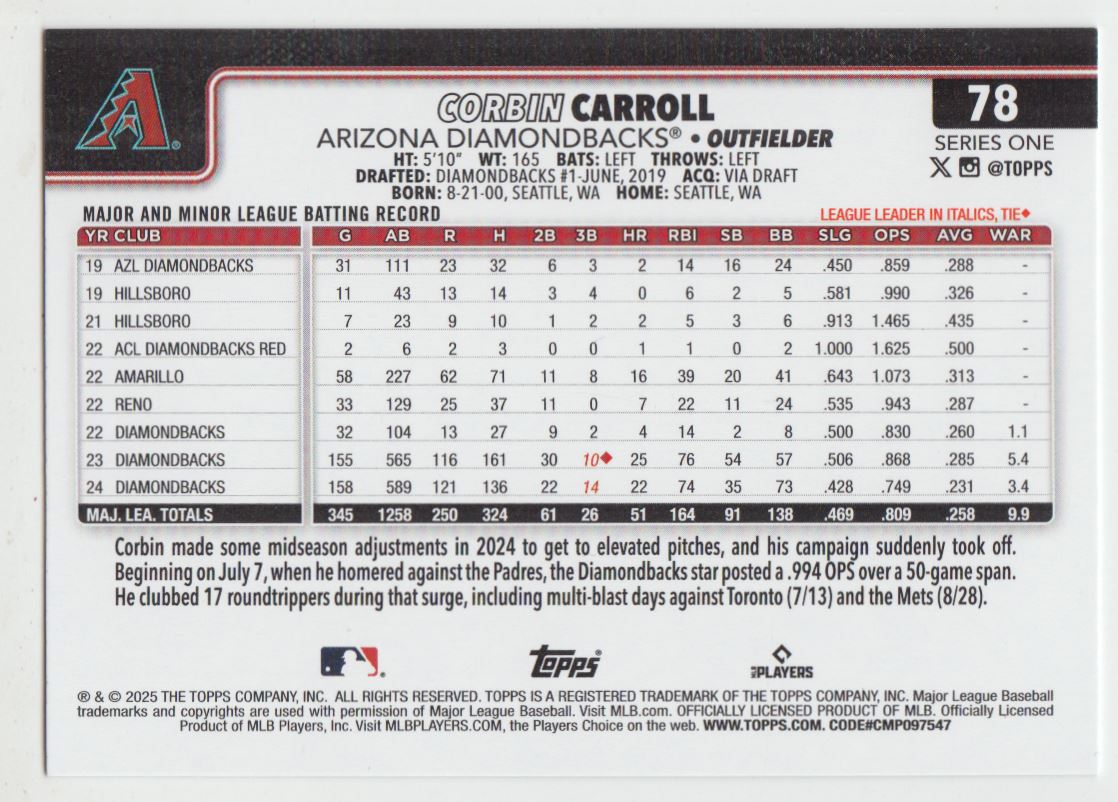 78
SERIES ONE
@TOPPS
CORBIN CARROLL
ARIZONA DIAMONDBACKS® • OUTFIELDER
HT: 5'10" WT: 165 BATS: LEFT THROWS: LEFT
DRAFTED: DIAMONDBACKS #1-JUNE, 2019 ACQ: VIA DRAFT
BORN: 8-21-00, SEATTLE, WA HOME: SEATTLE, WA
MAJOR AND MINOR LEAGUE BATTING RECORD LEAGUE LEADER IN ITALICS, TIE◆
YR CLUB G AB R H 2B 3B HR RBI SB BB SLG OPS AVG WAR
19 AZL DIAMONDBACKS 31 111 23 32 6 3 2 14 16 24 .450 .859 .288 -
19 HILLSBORO 11 43 13 14 3 4 0 6 2 5 .581 .990 .326 -
21 HILLSBORO 7 23 9 10 1 2 2 5 3 6 .913 1.465 .435 -
22 ACL DIAMONDBACKS RED 2 6 2 3 0 0 1 1 0 2 1.000 1.625 .500 -
22 AMARILLO 58 227 62 71 11 8 16 39 20 41 .643 1.073 .313 -
22 RENO 33 129 25 37 11 0 7 22 11 24 .535 .943 .287 -
22 DIAMONDBACKS 32 104 13 27 9 2 4 14 2 8 .500 .830 .260 1.1
23 DIAMONDBACKS 155 565 116 161 30 10◆ 25 76 54 57 .506 .868 .285 5.4
24 DIAMONDBACKS 158 589 121 136 22 14 22 74 35 73 .428 .749 .231 3.4
MAJ. LEA. TOTALS 345 1258 250 324 61 26 51 164 91 138 .469 .809 .258 9.9
Corbin made some midseason adjustments in 2024 to get to elevated pitches, and his campaign suddenly took off.
Beginning on July 7, when he homered against the Padres, the Diamondbacks star posted a .994 OPS over a 50-game span.
He clubbed 17 roundtrippers during that surge, including multi-blast days against Toronto (7/13) and the Mets (8/28).
Topps®
MLB PLAYERS
® & © 2025 THE TOPPS COMPANY, INC. ALL RIGHTS RESERVED. TOPPS IS A REGISTERED TRADEMARK OF THE TOPPS COMPANY, INC. Major League Baseball
trademarks and copyrights are used with permission of Major League Baseball. Visit MLB.com. OFFICIALLY LICENSED PRODUCT OF MLB. Officially Licensed
Product of MLB Players, Inc. Visit MLBPLAYERS.COM, the Players Choice on the web. WWW.TOPPS.COM. CODE#CMP097547